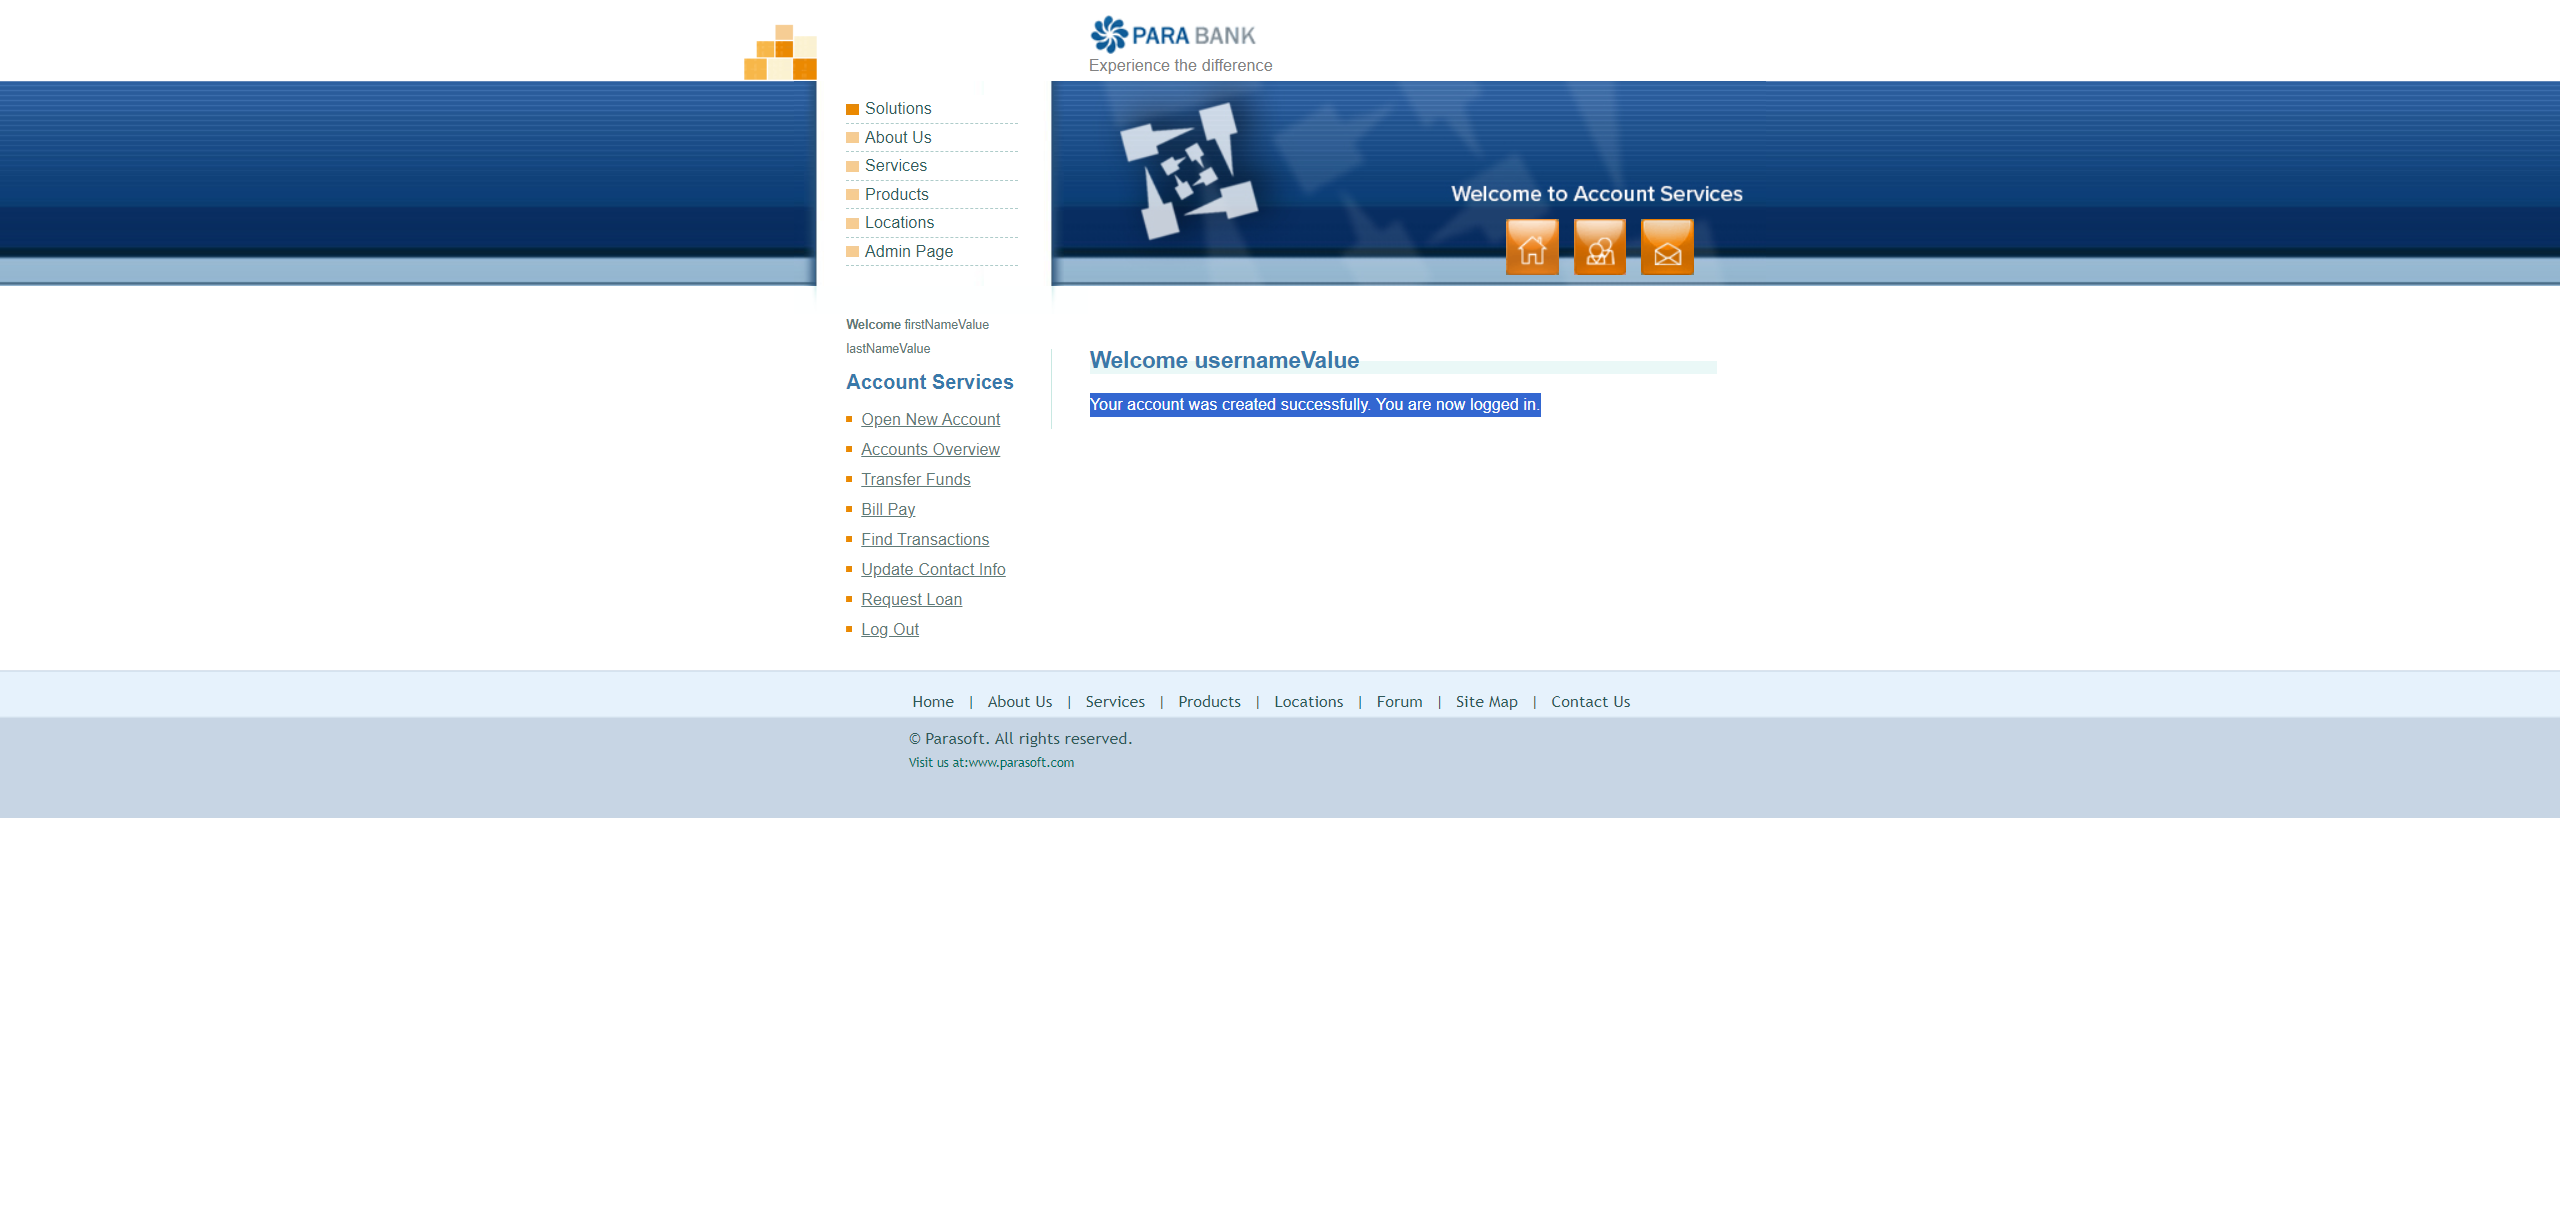 PARA BANK
Experience the difference
Solutions
About Us
Services
Products
Locations
Admin Page
Welcome to Account Services
Welcome firstNameValue
lastNameValue
Account Services
Open New Account
Accounts Overview
Transfer Funds
Bill Pay
Find Transactions
Update Contact Info
Request Loan
Log Out
Welcome usernameValue
Your account was created successfully. You are now logged in.
Home | About Us | Services | Products | Locations | Forum | Site Map | Contact Us
© Parasoft. All rights reserved.
Visit us at:www.parasoft.com